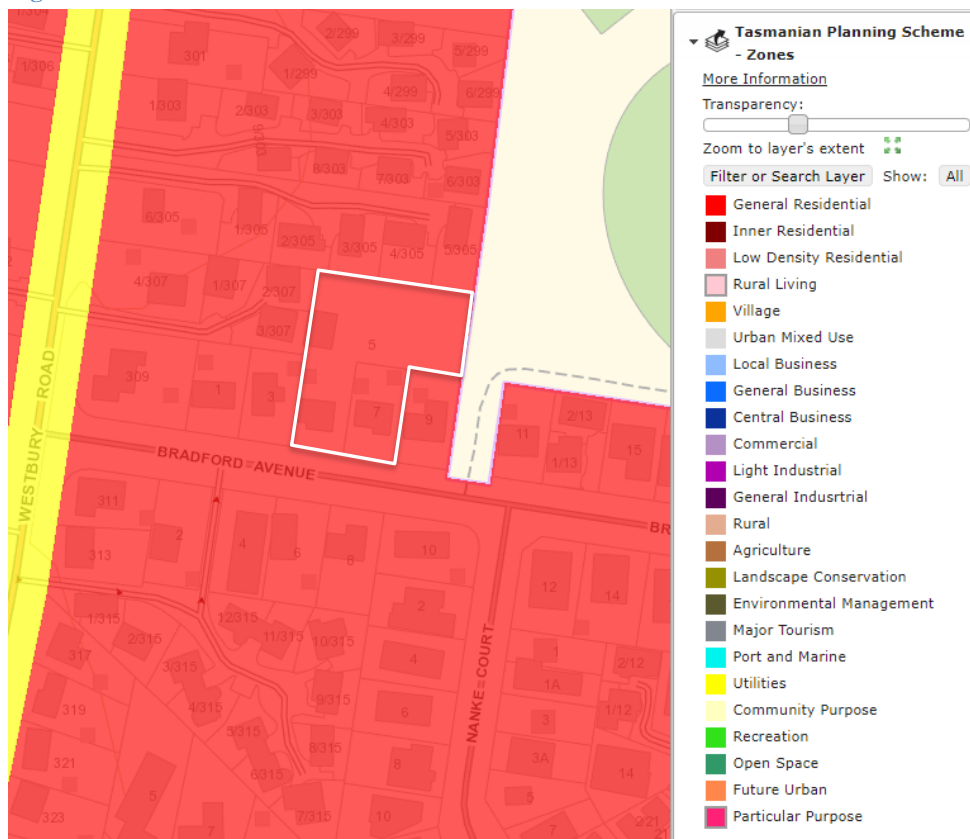 1/304
1/306
301
2/299
3/299
5/299
1/299
4/299
6/299
1/303
2/303
3/303
4/303
5/303
303
8/303
7/303
6/303
6/305
1/305
2/305
3/305
4/305
5/305
4/307
1/307
2/307
3/307
5
309
1
3
7
9
11
2/13
1/13
15
WESTBURY ROAD
BRADFORD AVENUE
BR
311
313
2
4
6
8
10
12
14
1/315
2/315
3/315
4/315
5/315
6/315
12/315
11/315
10/315
9/315
8/315
317
319
321
323
5
7
2
4
6
8
10
NANKE COURT
1
1A
3
3A
5
7
2/12
1/12
14
2/21
21
Tasmanian Planning Scheme
- Zones
More Information
Transparency:
Zoom to layer's extent
Filter or Search Layer Show: All
General Residential
Inner Residential
Low Density Residential
Rural Living
Village
Urban Mixed Use
Local Business
General Business
Central Business
Commercial
Light Industrial
General Indusrtrial
Rural
Agriculture
Landscape Conservation
Environmental Management
Major Tourism
Port and Marine
Utilities
Community Purpose
Recreation
Open Space
Future Urban
Particular Purpose